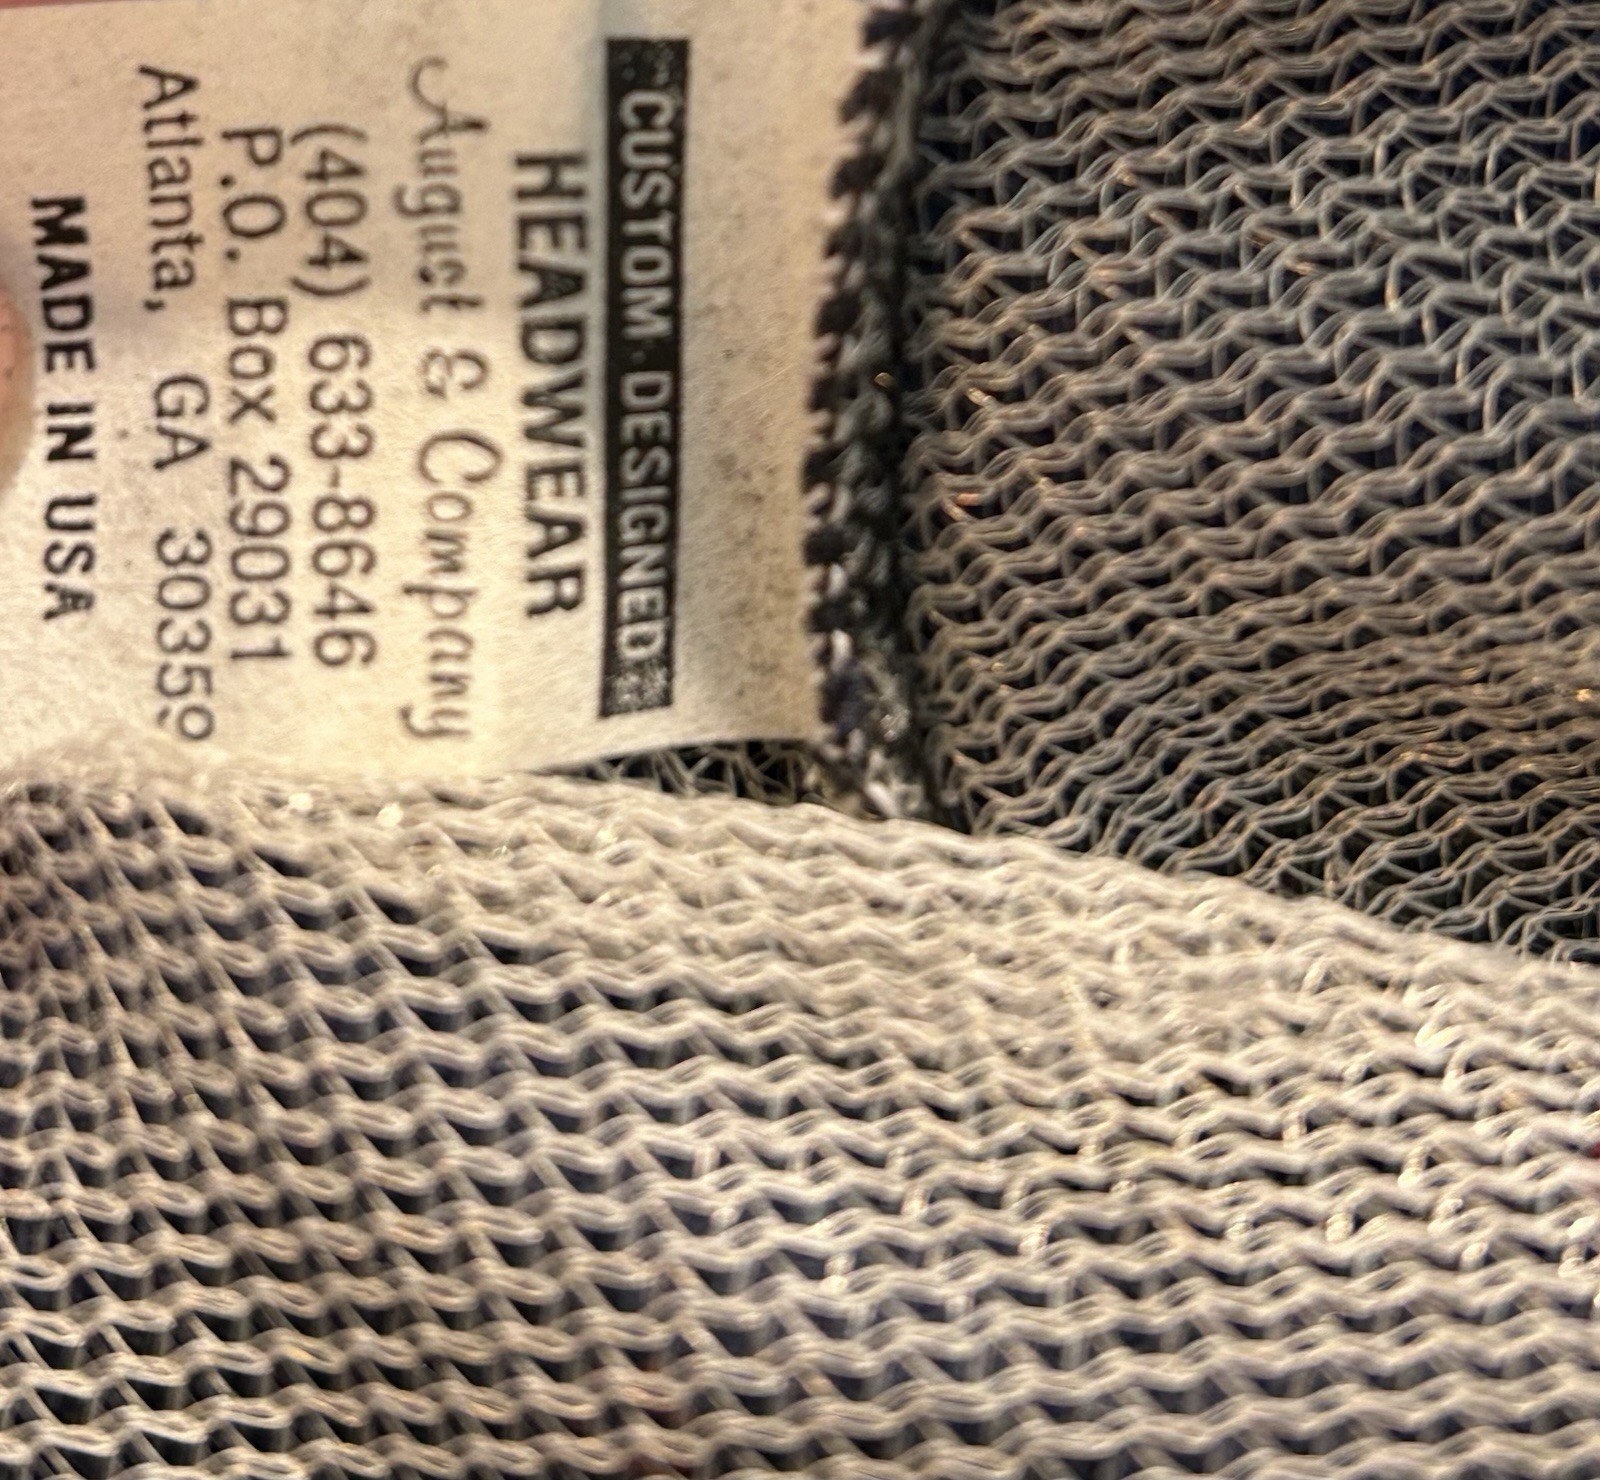 CUSTOM DESIGNED
HEADWEAR
August & Company
(404) 633-8646
P.O. Box 29031
Atlanta, GA 30359
MADE IN USA